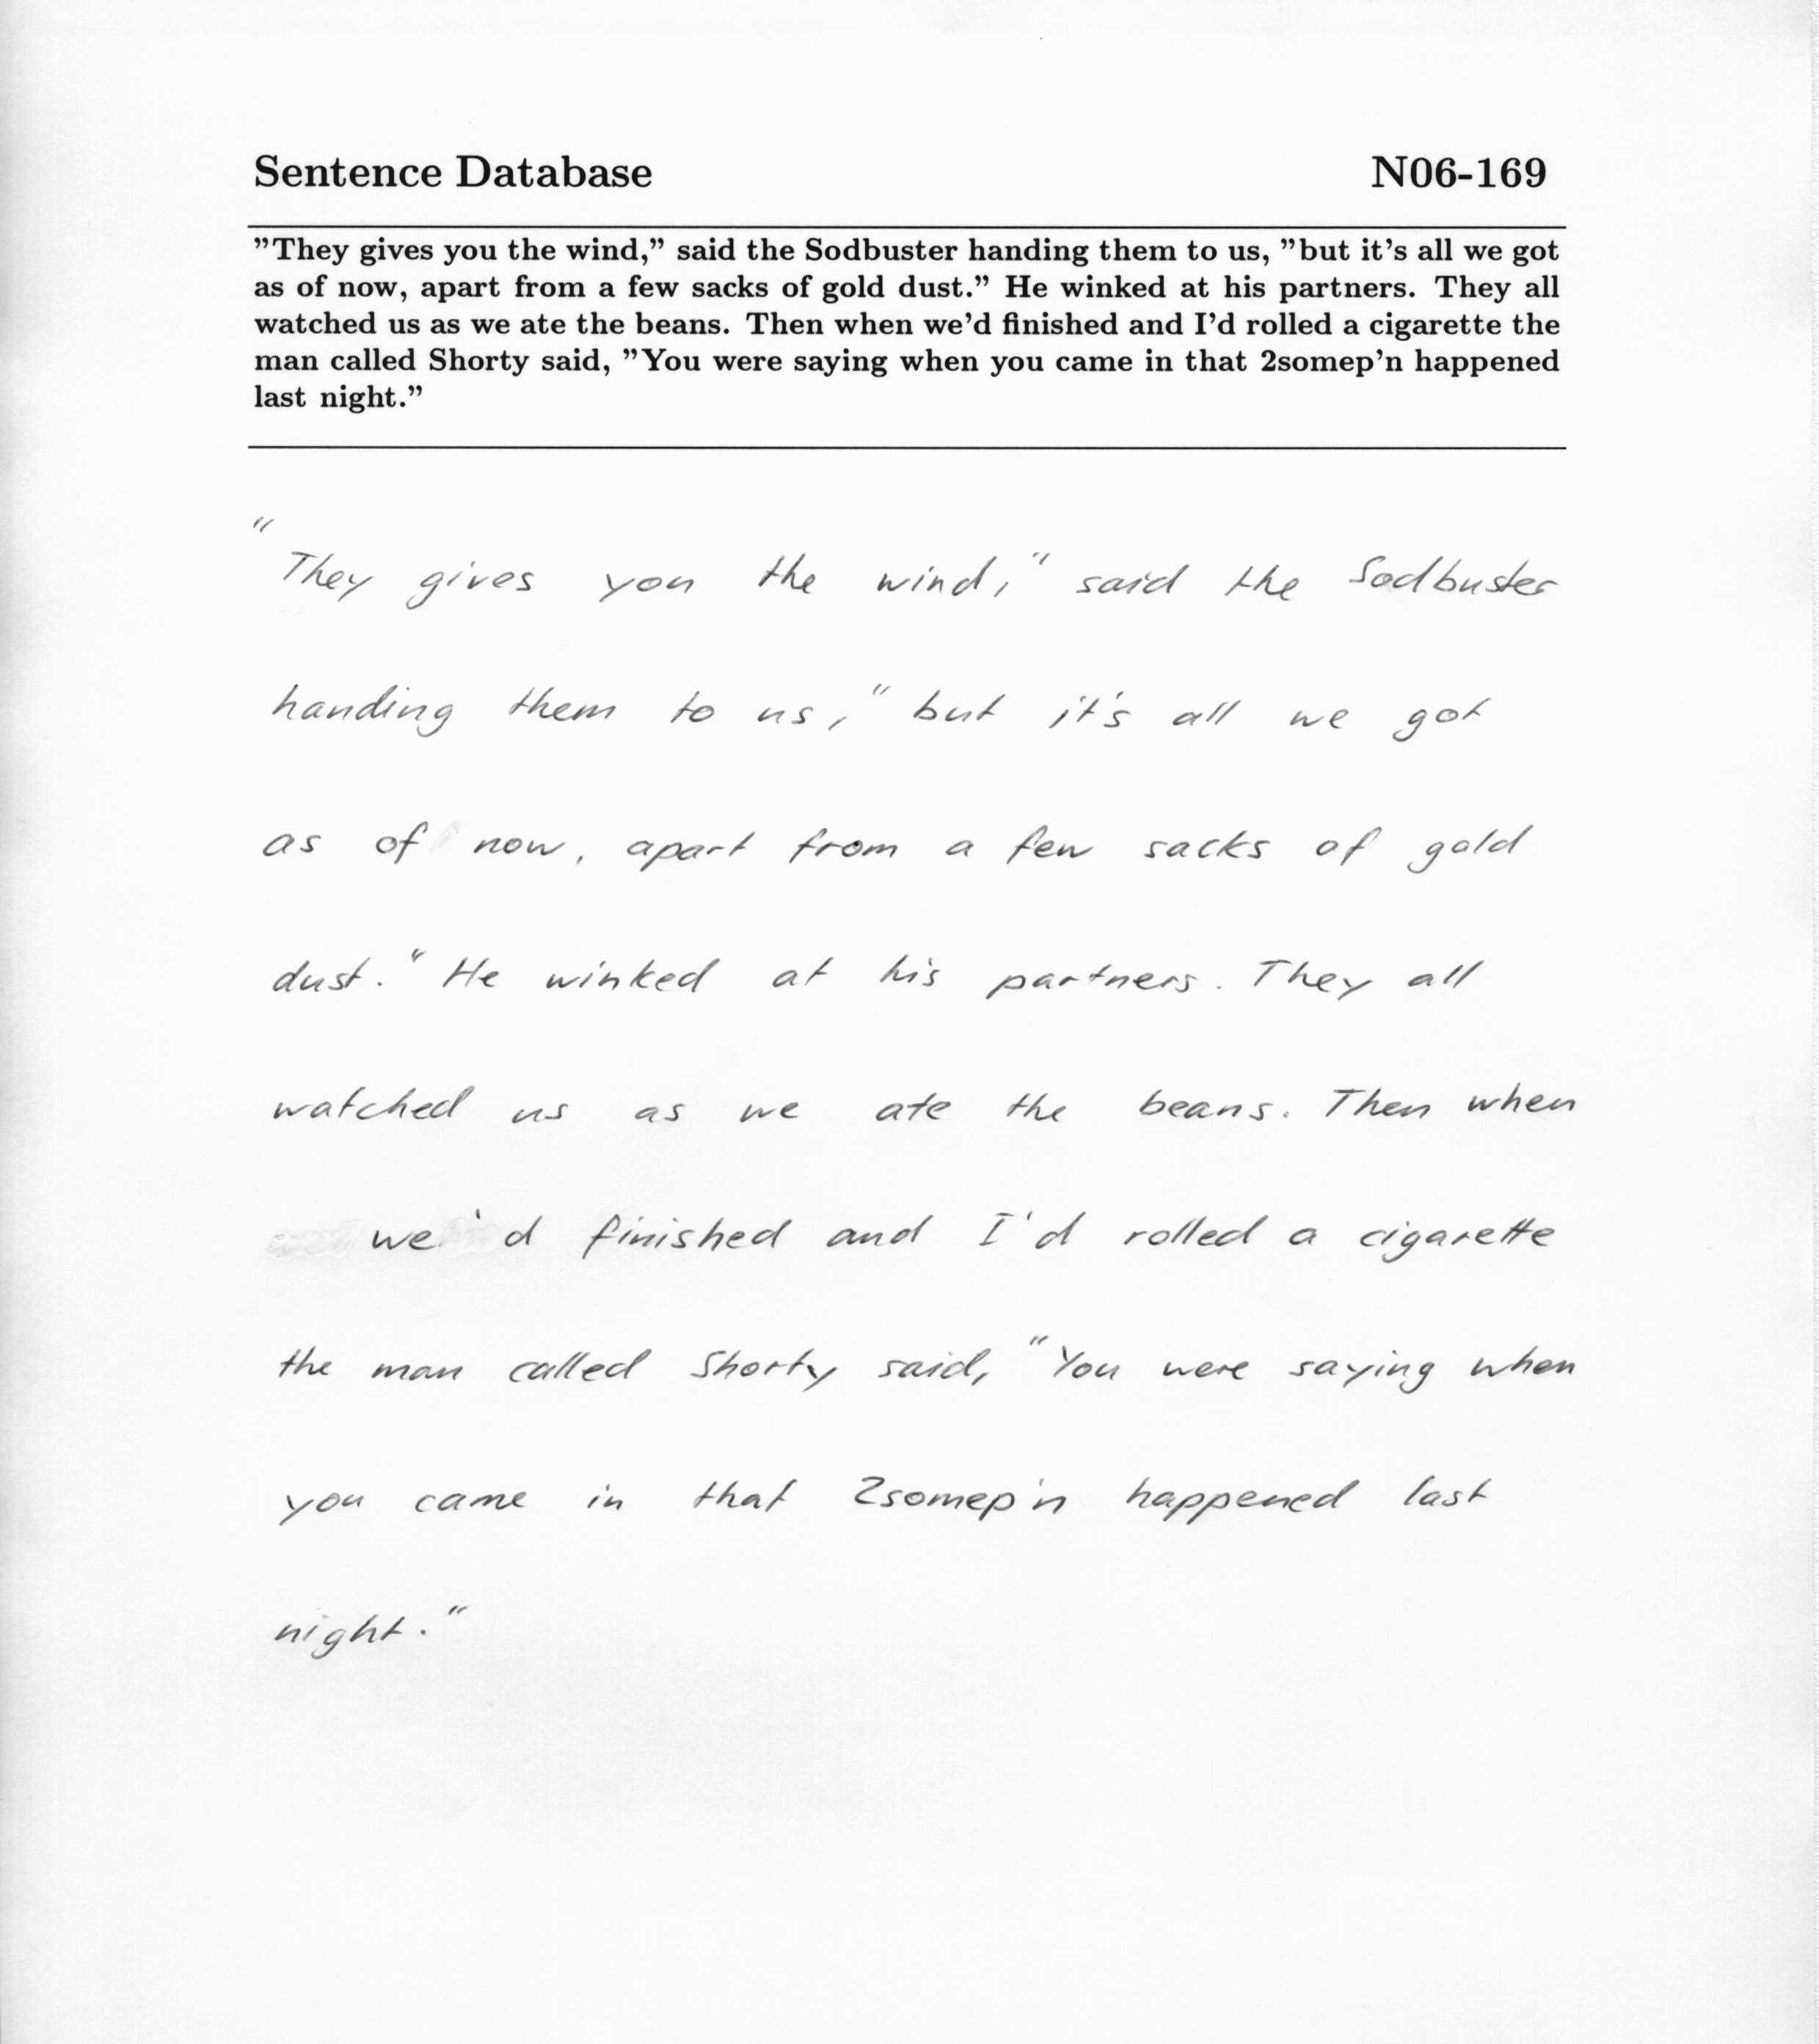 Sentence Database N06-169
"They gives you the wind," said the Sodbuster handing them to us, "but it's all we got
as of now, apart from a few sacks of gold dust." He winked at his partners. They all
watched us as we ate the beans. Then when we'd finished and I'd rolled a cigarette the
man called Shorty said, "You were saying when you came in that 2somep'n happened
last night."
"They gives you the wind," said the Sodbuster
handing them to us, "but it's all we got
as of now, apart from a few sacks of gold
dust." He winked at his partners. They all
watched us as we ate the beans. Then when
we'd finished and I'd rolled a cigarette
the man called Shorty said, "You were saying when
you came in that 2somep'n happened last
night."